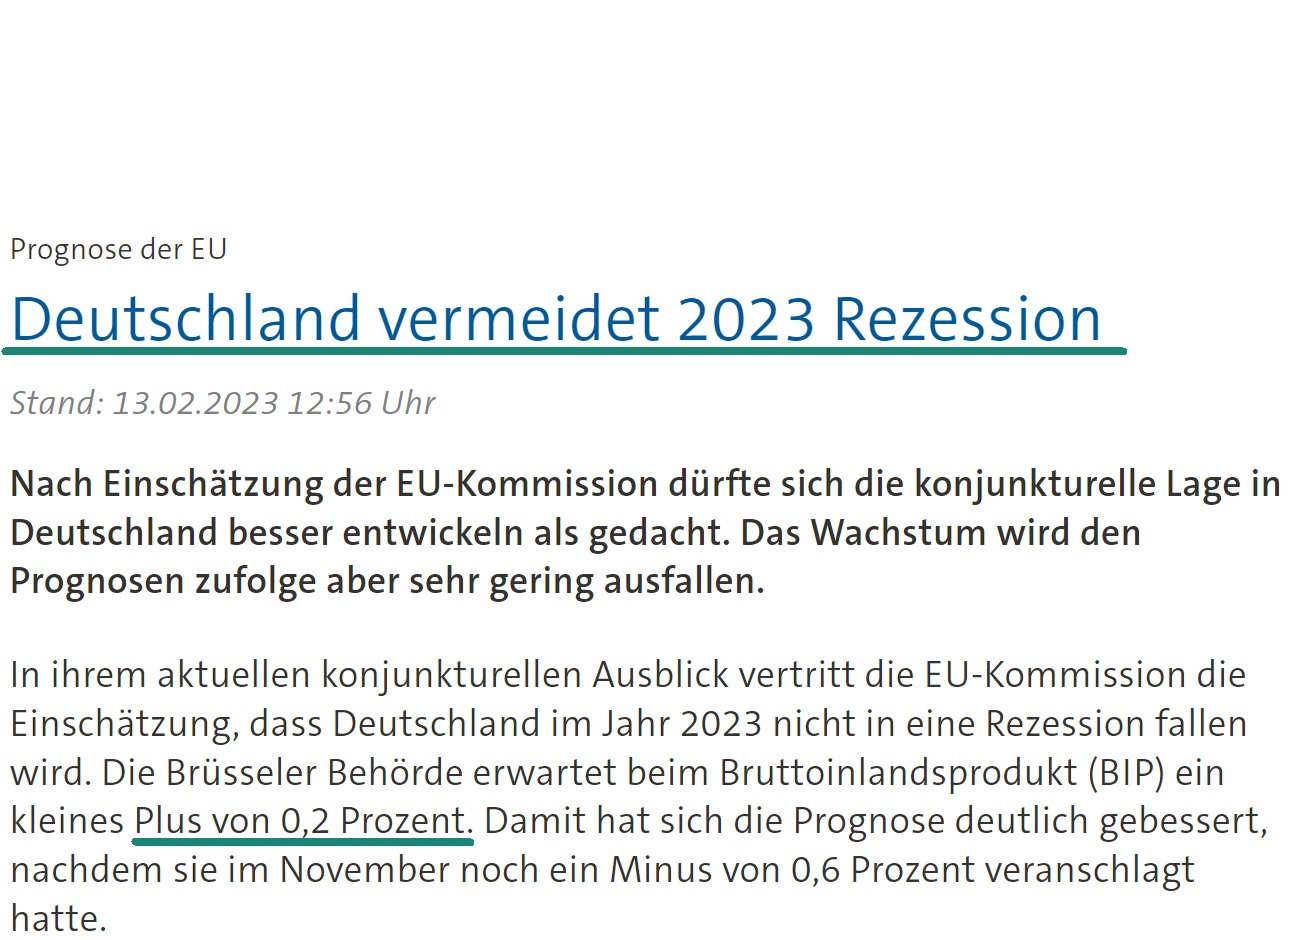 Prognose der EU
Deutschland vermeidet 2023 Rezession
Stand: 13.02.2023 12:56 Uhr
Nach Einschätzung der EU-Kommission dürfte sich die konjunkturelle Lage in
Deutschland besser entwickeln als gedacht. Das Wachstum wird den
Prognosen zufolge aber sehr gering ausfallen.
In ihrem aktuellen konjunkturellen Ausblick vertritt die EU-Kommission die
Einschätzung, dass Deutschland im Jahr 2023 nicht in eine Rezession fallen
wird. Die Brüsseler Behörde erwartet beim Bruttoinlandsprodukt (BIP) ein
kleines Plus von 0,2 Prozent. Damit hat sich die Prognose deutlich gebessert,
nachdem sie im November noch ein Minus von 0,6 Prozent veranschlagt
hatte.